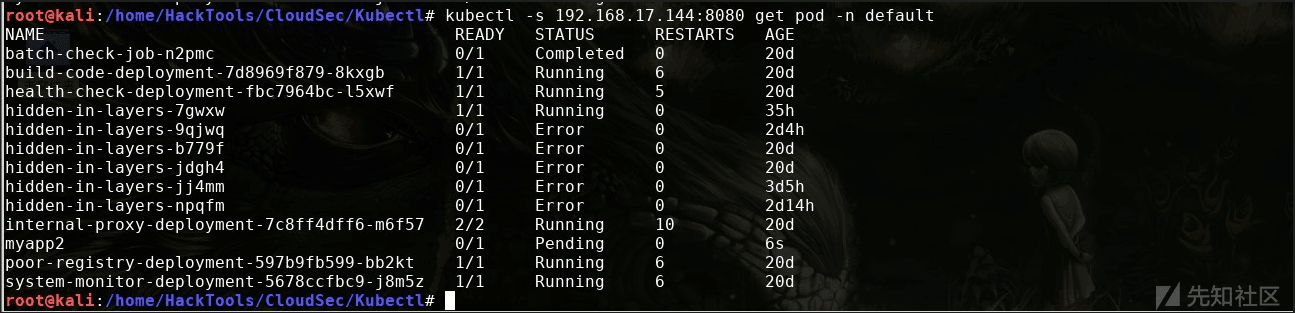 root@kali:/home/HackTools/CloudSec/Kubectl# kubectl -s 192.168.17.144:8080 get pod -n default
NAME READY STATUS RESTARTS AGE
batch-check-job-n2pmc 0/1 Completed 0 20d
build-code-deployment-7d8969f879-8kxgb 1/1 Running 6 20d
health-check-deployment-fbc7964bc-l5xwf 1/1 Running 5 20d
hidden-in-layers-7gwxw 1/1 Running 0 35h
hidden-in-layers-9qjwq 0/1 Error 0 2d4h
hidden-in-layers-b779f 0/1 Error 0 20d
hidden-in-layers-jdgh4 0/1 Error 0 20d
hidden-in-layers-jj4mm 0/1 Error 0 3d5h
hidden-in-layers-npqfm 0/1 Error 0 2d14h
internal-proxy-deployment-7c8ff4dff6-m6f57 2/2 Running 10 20d
myapp2 0/1 Pending 0 6s
poor-registry-deployment-597b9fb599-bb2kt 1/1 Running 6 20d
system-monitor-deployment-5678ccfbc9-j8m5z 1/1 Running 6 20d
root@kali:/home/HackTools/CloudSec/Kubectl#
先知社区